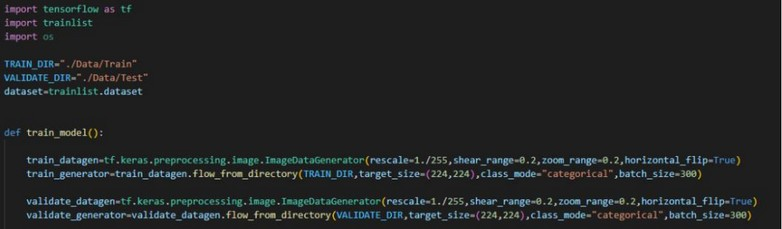 import tensorflow as tf
import trainlist
import os
TRAIN_DIR="./Data/Train"
VALIDATE_DIR="./Data/Test"
dataset=trainlist.dataset
def train_model():
train_datagen=tf.keras.preprocessing.image.ImageDataGenerator(rescale=1./255,shear_range=0.2,zoom_range=0.2,horizontal_flip=True)
train_generator=train_datagen.flow_from_directory(TRAIN_DIR,target_size=(224,224),class_mode="categorical",batch_size=300)
validate_datagen=tf.keras.preprocessing.image.ImageDataGenerator(rescale=1./255,shear_range=0.2,zoom_range=0.2,horizontal_flip=True)
validate_generator=validate_datagen.flow_from_directory(VALIDATE_DIR,target_size=(224,224),class_mode="categorical",batch_size=300)